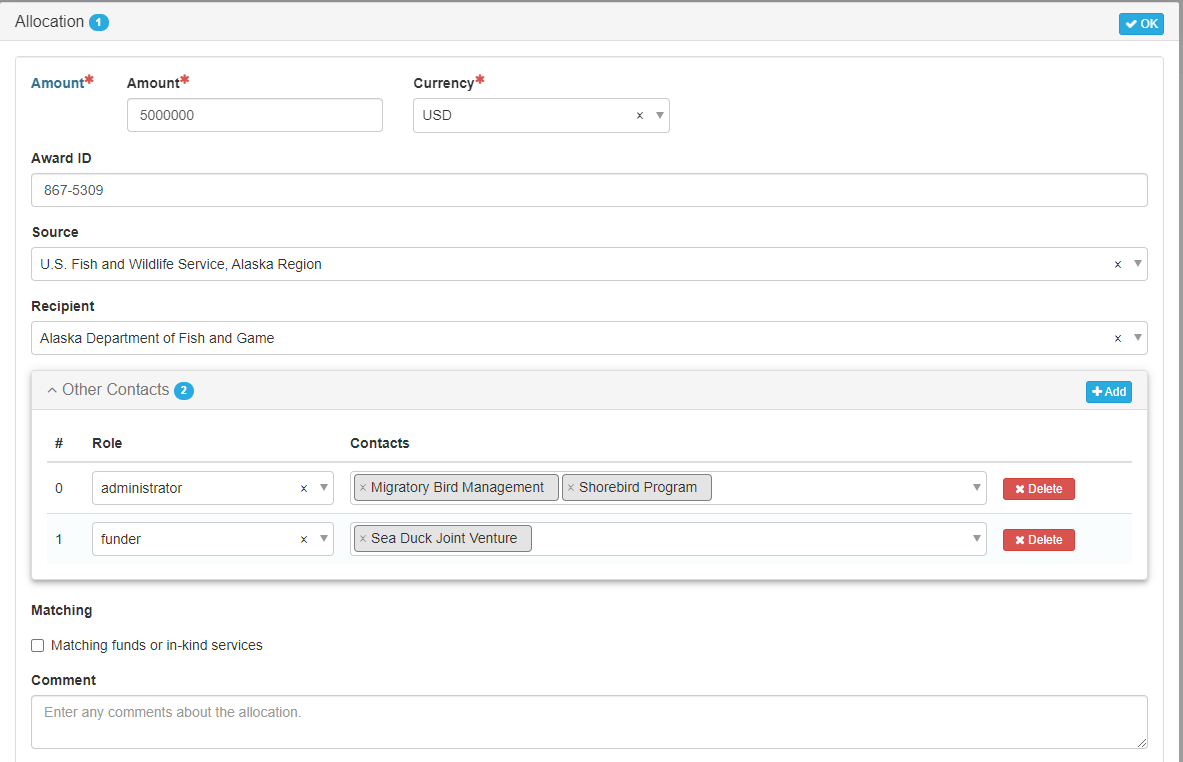 Allocation 1
OK
Amount* Amount* Currency*
5000000 USD x
Award ID
867-5309
Source
U.S. Fish and Wildlife Service, Alaska Region x
Recipient
Alaska Department of Fish and Game x
Other Contacts 2
Add
# Role Contacts
0 administrator x × Migratory Bird Management × Shorebird Program Delete
1 funder x × Sea Duck Joint Venture Delete
Matching
Matching funds or in-kind services
Comment
Enter any comments about the allocation.